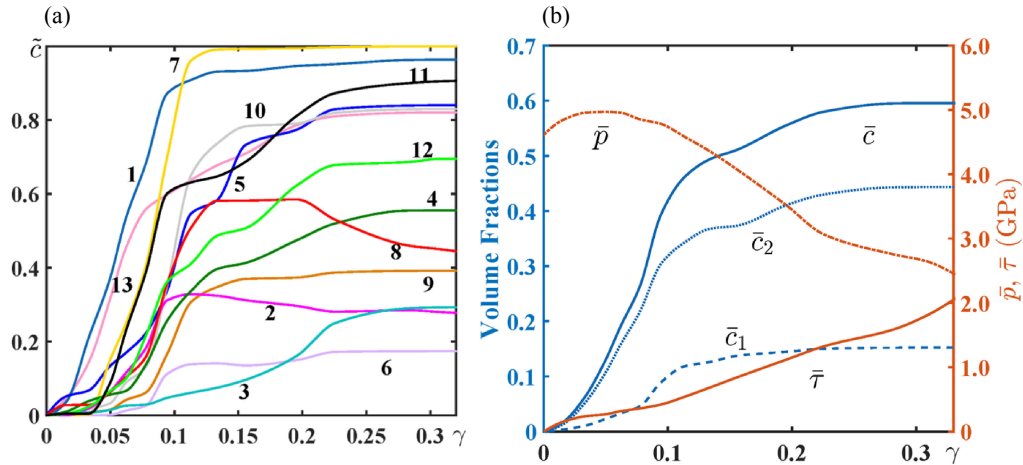 (a)
(b)
c̃
0.8
0.6
0.4
0.2
0
0 0.05 0.1 0.15 0.2 0.25 0.3 γ
7
11
10
1
12
5
4
8
13
9
2
6
3
Volume Fractions
0.7
0.6
0.5
0.4
0.3
0.2
0.1
0
0 0.1 0.2 0.3 γ
p̄
c̄
c̄₂
c̄₁
τ̄
6.0
5.0
4.0
3.0
2.0
1.0
0
p̄, τ̄ (GPa)